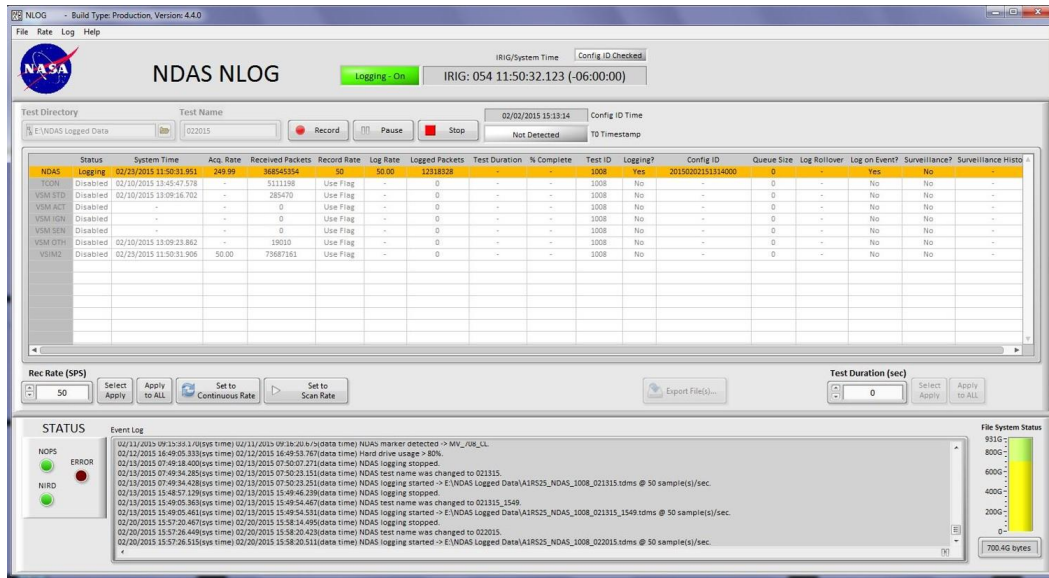 NLOG - Build Type: Production, Version: 4.4.0
File Rate Log Help
NASA
NDAS NLOG
Logging - On
IRIG/System Time
Config ID Checked
IRIG: 054 11:50:32.123 (-06:00:00)
Test Directory
Test Name
E:\NDAS Logged Data
022015
Record
Pause
Stop
02/02/2015 15:13:14
Config ID Time
Not Detected
T0 Timestamp
Status System Time Acq. Rate Received Packets Record Rate Log Rate Logged Packets Test Duration % Complete Test ID Logging? Config ID Queue Size Log Rollover Log on Event? Surveillance? Surveillance Histo
NDAS Logging 02/23/2015 11:50:31.951 249.99 368545354 50 50.00 12318328 - - 1008 Yes 20150202151314000 0 - Yes No -
TCON Disabled 02/10/2015 13:45:47.578 - 5111198 Use Flag - 0 - - 1008 No - 0 - No No -
VSM STD Disabled 02/10/2015 13:09:16.702 - 285470 Use Flag - 0 - - 1008 No - 0 - No No -
VSM ACT Disabled - - 0 Use Flag - 0 - - 1008 No - 0 - No No -
VSM IGN Disabled - - 0 Use Flag - 0 - - 1008 No - 0 - No No -
VSM SEN Disabled - - 0 Use Flag - 0 - - 1008 No - 0 - No No -
VSM OTH Disabled 02/10/2015 13:09:23.862 - 19010 Use Flag - 0 - - 1008 No - 0 - No No -
VSIM2 Disabled 02/23/2015 11:50:31.906 50.00 73687161 Use Flag - 0 - - 1008 No - 0 - No No -
Rec Rate (SPS)
50
Select Apply
Apply to ALL
Set to Continuous Rate
Set to Scan Rate
Export File(s)...
Test Duration (sec)
0
Select Apply
Apply to ALL
STATUS
NOPS
ERROR
NIRD
Event Log
02/11/2015 09:15:33.170(sys time) 02/11/2015 09:16:20.675(data time) NDAS marker detected -> MV_708_CL.
02/12/2015 16:49:05.333(sys time) 02/12/2015 16:49:53.767(data time) Hard drive usage > 80%.
02/13/2015 07:49:18.400(sys time) 02/13/2015 07:50:07.271(data time) NDAS logging stopped.
02/13/2015 07:49:34.285(sys time) 02/13/2015 07:50:23.151(data time) NDAS test name was changed to 021315.
02/13/2015 07:49:34.428(sys time) 02/13/2015 07:50:23.251(data time) NDAS logging started -> E:\NDAS Logged Data\A1RS25_NDAS_1008_021315.tdms @ 50 sample(s)/sec.
02/13/2015 15:48:57.129(sys time) 02/13/2015 15:49:46.239(data time) NDAS logging stopped.
02/13/2015 15:49:05.363(sys time) 02/13/2015 15:49:54.467(data time) NDAS test name was changed to 021315_1549.
02/13/2015 15:49:05.461(sys time) 02/13/2015 15:49:54.531(data time) NDAS logging started -> E:\NDAS Logged Data\A1RS25_NDAS_1008_021315_1549.tdms @ 50 sample(s)/sec.
02/20/2015 15:57:20.467(sys time) 02/20/2015 15:58:14.495(data time) NDAS logging stopped.
02/20/2015 15:57:26.449(sys time) 02/20/2015 15:58:20.423(data time) NDAS test name was changed to 022015.
02/20/2015 15:57:26.515(sys time) 02/20/2015 15:58:20.511(data time) NDAS logging started -> E:\NDAS Logged Data\A1RS25_NDAS_1008_022015.tdms @ 50 sample(s)/sec.
File System Status
931G
800G
600G
400G
200G
0
700.4G bytes